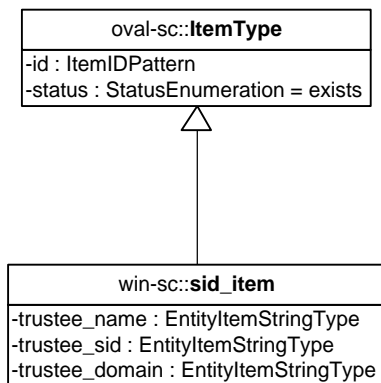 oval-sc::ItemType
-id : ItemIDPattern
-status : StatusEnumeration = exists
win-sc::sid_item
-trustee_name : EntityItemStringType
-trustee_sid : EntityItemStringType
-trustee_domain : EntityItemStringType